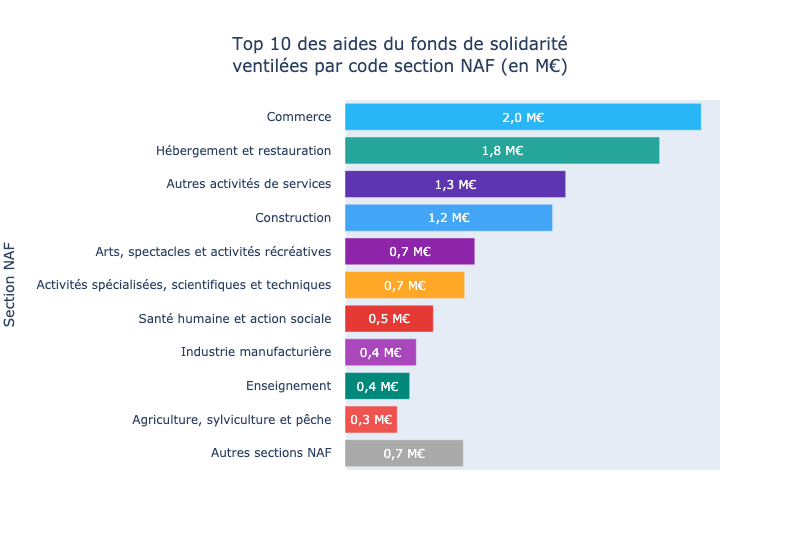 Top 10 des aides du fonds de solidarité
ventilées par code section NAF (en M€)
Section NAF
Commerce 2,0 M€
Hébergement et restauration 1,8 M€
Autres activités de services 1,3 M€
Construction 1,2 M€
Arts, spectacles et activités récréatives 0,7 M€
Activités spécialisées, scientifiques et techniques 0,7 M€
Santé humaine et action sociale 0,5 M€
Industrie manufacturière 0,4 M€
Enseignement 0,4 M€
Agriculture, sylviculture et pêche 0,3 M€
Autres sections NAF 0,7 M€